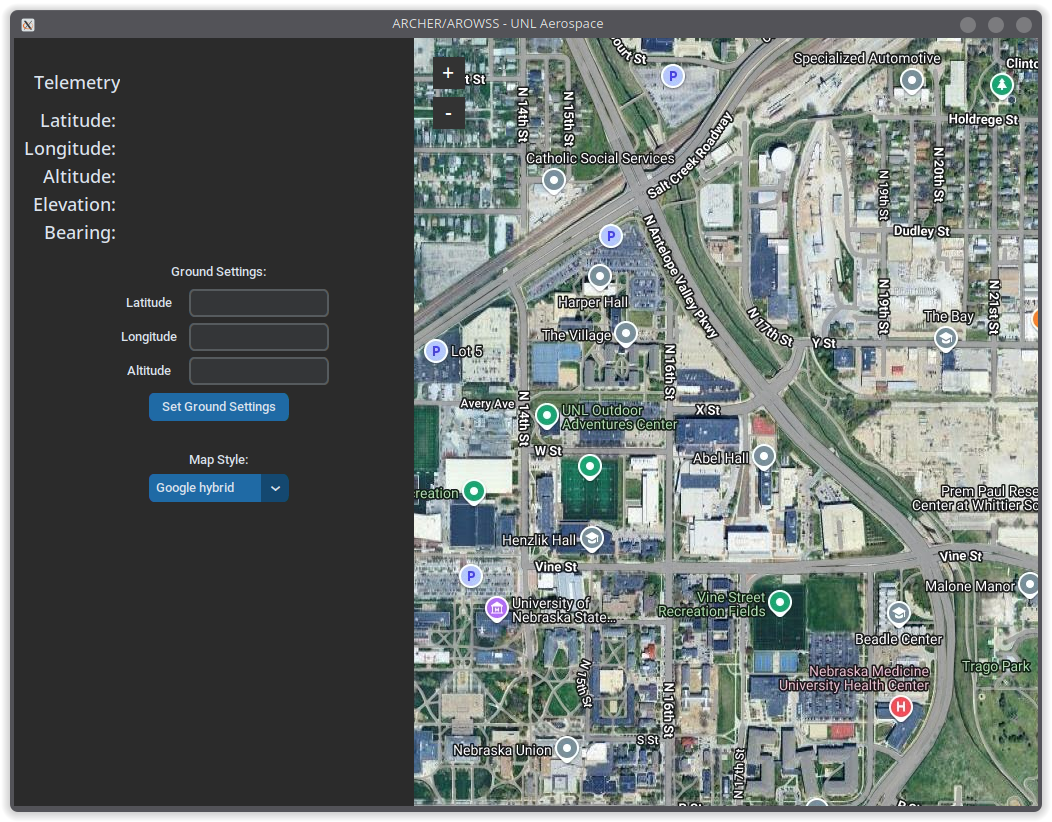 ARCHER/AROWSS - UNL Aerospace
Telemetry
Latitude:
Longitude:
Altitude:
Elevation:
Bearing:
Ground Settings:
Latitude
Longitude
Altitude
Set Ground Settings
Map Style:
Google hybrid
+
-
t St
ourt St
P
Specialized Automotive
Clinto
N 14th St
N 15th St
Holdrege St
Catholic Social Services
Salt Creek Roadway
N 20th St
N 19th St
Dudley St
P
N Antelope Valley Pkwy
Harper Hall
N 19th St
N 21st St
The Bay
The Village
N 17th St
Y St
P
Lot 5
N 16th St
Avery Ave
N 14th St
UNL Outdoor
Adventures Center
X St
W St
Abel Hall
creation
Prem Paul Rese
Center at Whittier Sc
Henzlik Hall
Vine St
Vine St
P
Malone Manor
University of
Nebraska State...
Vine Street
Recreation Fields
Beadle Center
Trago Park
N 15th St
Nebraska Medicine
University Health Center
H
N 16th St
S St
Nebraska Union
N 17th St